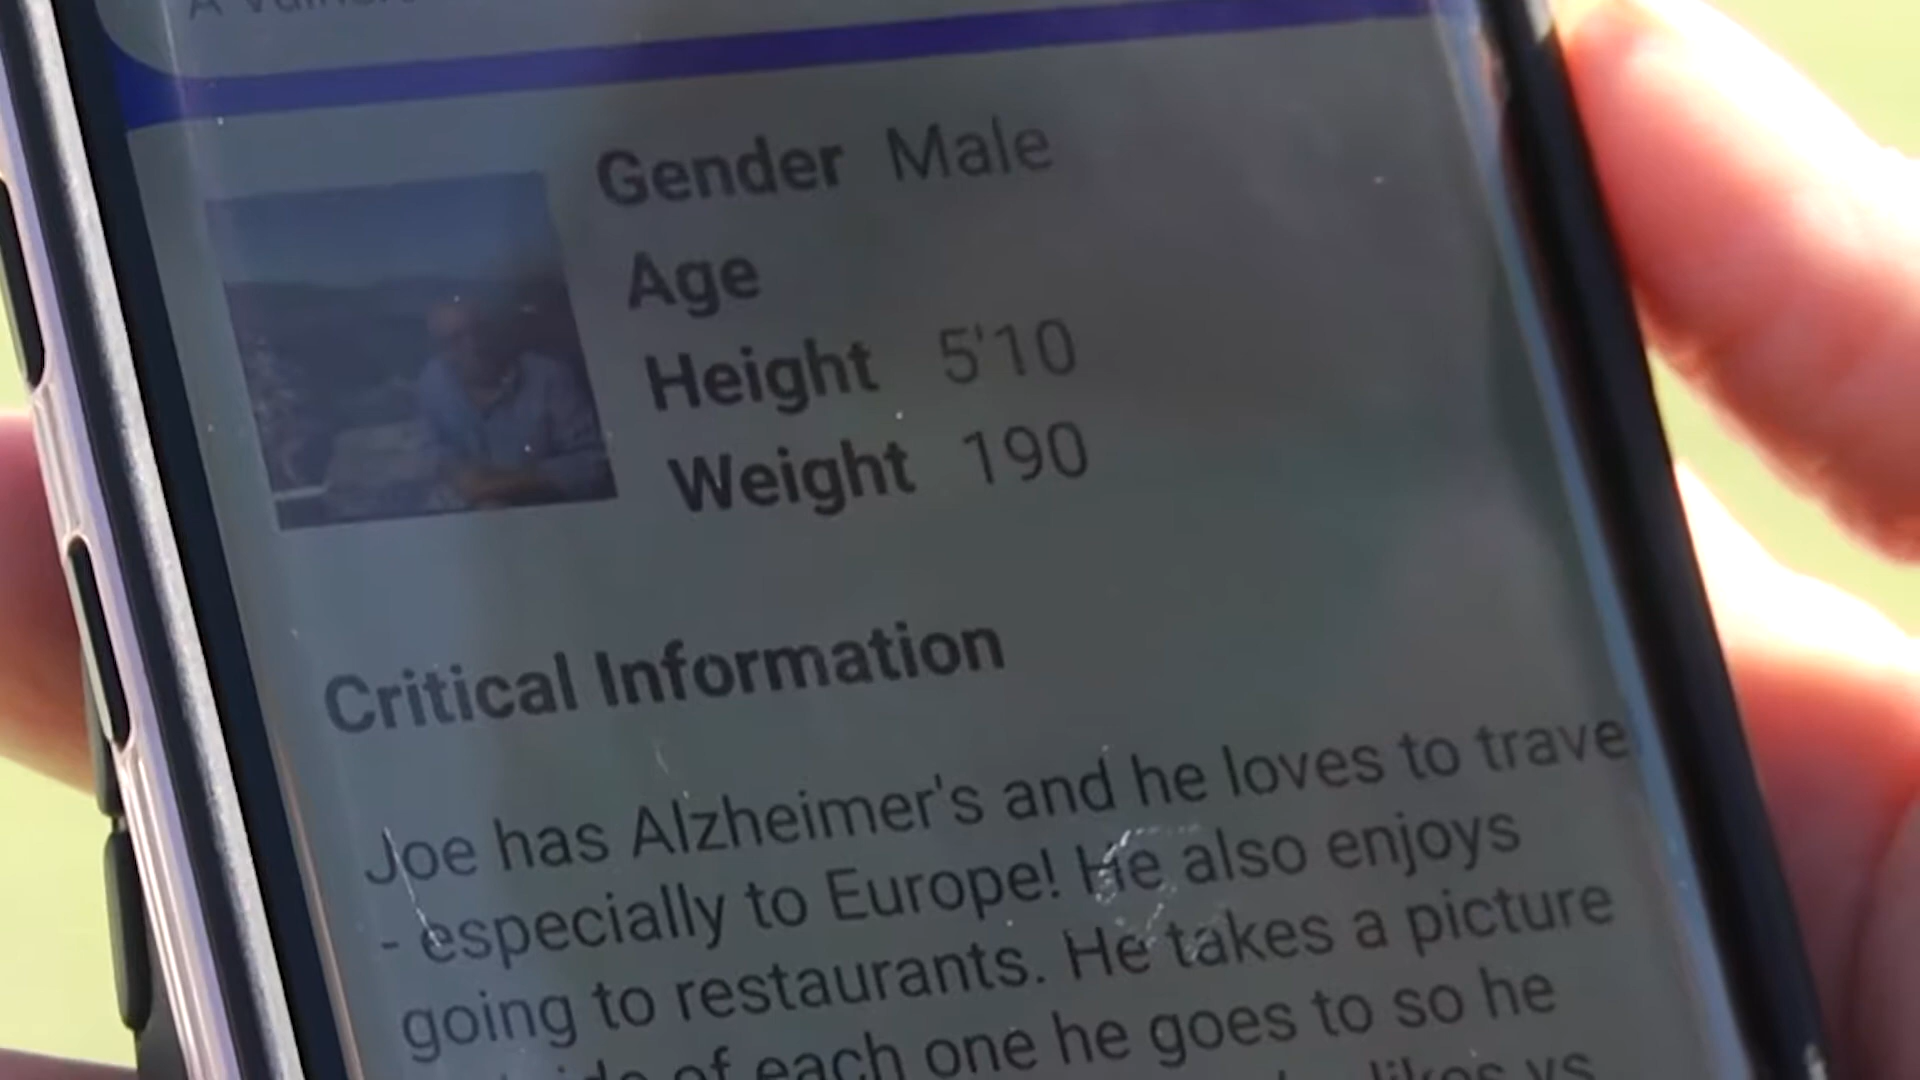 A
Gender Male
Age
Height 5'10
Weight 190
Critical Information
Joe has Alzheimer's and he loves to trave
- especially to Europe! He also enjoys
going to restaurants. He takes a picture
of each one he goes to so he
likes vs